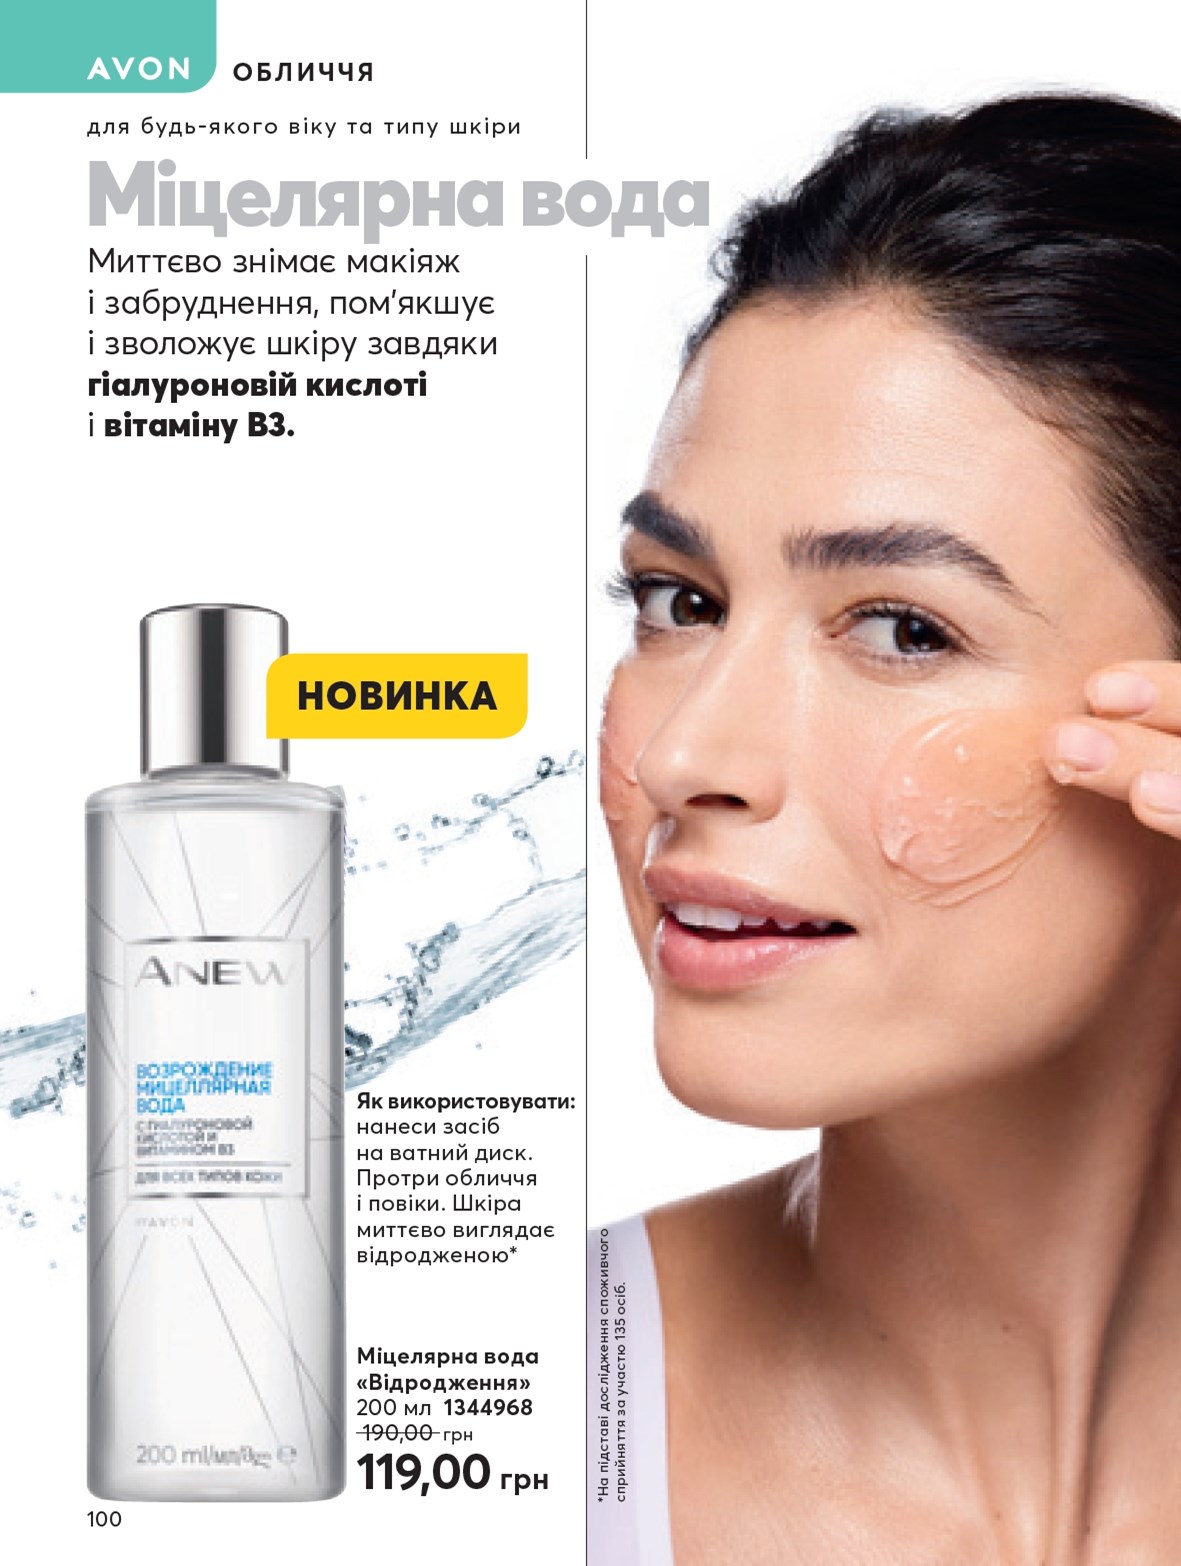 AVON
ОБЛИЧЧЯ
для будь-якого віку та типу шкіри
Міцелярна вода
Миттєво знімає макіяж
і забруднення, пом'якшує
і зволожує шкіру завдяки
гіалуроновій кислоті
і вітаміну В3.
НОВИНКА
ANEW
ВОЗРОЖДЕНИЕ
МИЦЕЛЛЯРНАЯ
ВОДА
С ГИАЛУРОНОВОЙ
КИСЛОТОЙ И
ВИТАМИНОМ В3
ДЛЯ ВСЕХ ТИПОВ КОЖИ
AVON
200 ml/мл/
Як використовувати:
нанеси засіб
на ватний диск.
Протри обличчя
і повіки. Шкіра
миттєво виглядає
відродженою*
Міцелярна вода
«Відродження»
200 мл 1344968
190,00 грн
119,00 грн
*На підставі дослідження споживчого
сприйняття за участю 135 осіб.
100